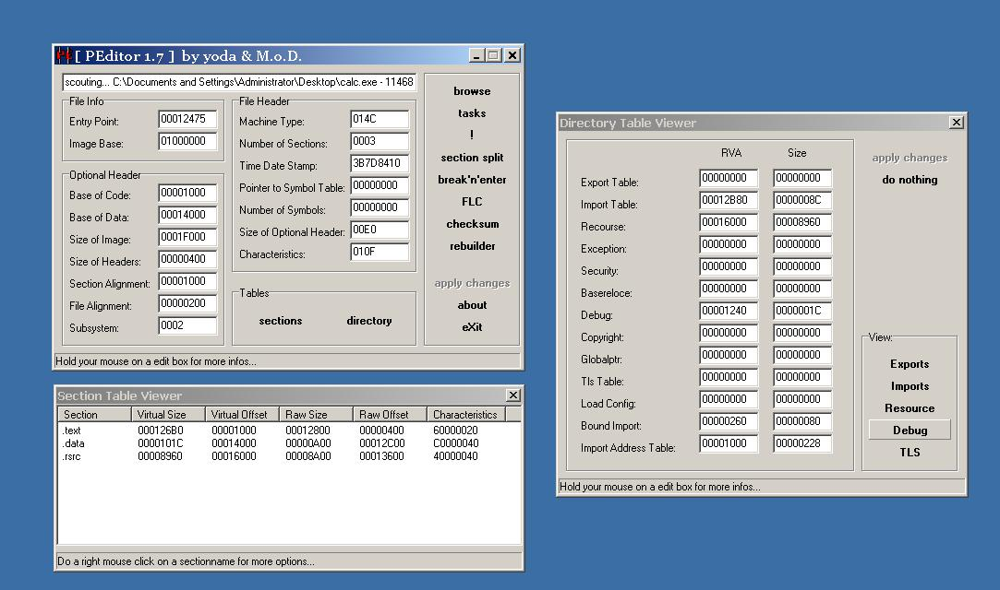 [ PEditor 1.7 ] by yoda & M.o.D.
scouting... C:\Documents and Settings\Administrator\Desktop\calc.exe - 11468
File Info
Entry Point: 00012475
Image Base: 01000000
Optional Header
Base of Code: 00001000
Base of Data: 00014000
Size of Image: 0001F000
Size of Headers: 00000400
Section Alignment: 00001000
File Alignment: 00000200
Subsystem: 0002
File Header
Machine Type: 014C
Number of Sections: 0003
Time Date Stamp: 3B7D8410
Pointer to Symbol Table: 00000000
Number of Symbols: 00000000
Size of Optional Header: 00E0
Characteristics: 010F
Tables
sections directory
browse
tasks
!
section split
break'n'enter
FLC
checksum
rebuilder
apply changes
about
eXit
Hold your mouse on a edit box for more infos...
Section Table Viewer
Section Virtual Size Virtual Offset Raw Size Raw Offset Characteristics
.text 000126B0 00001000 00012800 00000400 60000020
.data 0000101C 00014000 00000A00 00012C00 C0000040
.rsrc 00008960 00016000 00008A00 00013600 40000040
Do a right mouse click on a sectionname for more options...
Directory Table Viewer
RVA Size
Export Table: 00000000 00000000
Import Table: 00012B80 0000008C
Recourse: 00016000 00008960
Exception: 00000000 00000000
Security: 00000000 00000000
Basereloce: 00000000 00000000
Debug: 00001240 0000001C
Copyright: 00000000 00000000
Globalptr: 00000000 00000000
Tls Table: 00000000 00000000
Load Config: 00000000 00000000
Bound Import: 00000260 00000080
Import Address Table: 00001000 00000228
apply changes
do nothing
View:
Exports
Imports
Resource
Debug
TLS
Hold your mouse on a edit box for more infos...